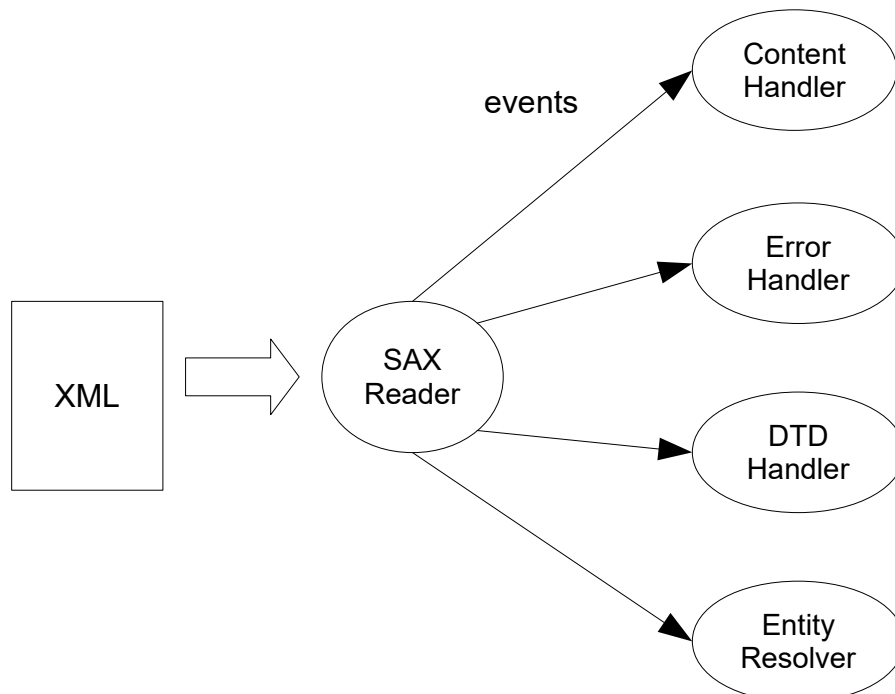 Content
Handler
events
Error
Handler
SAX
Reader
XML
DTD
Handler
Entity
Resolver